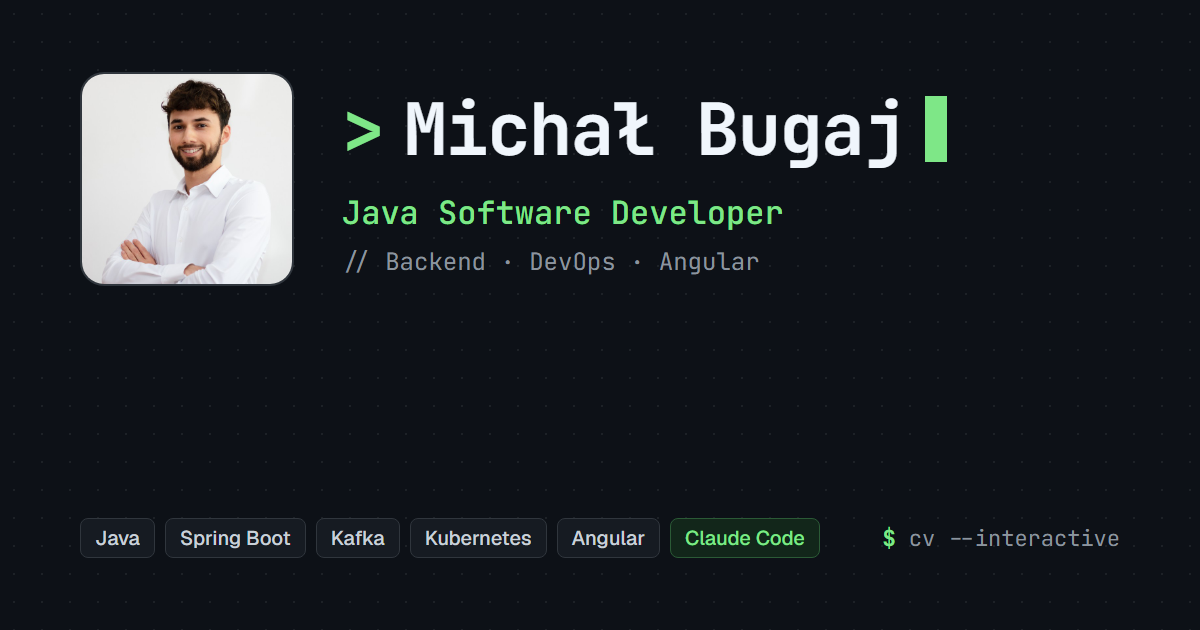 > Michał Bugaj
Java Software Developer
// Backend · DevOps · Angular
Java Spring Boot Kafka Kubernetes Angular Claude Code $ cv --interactive